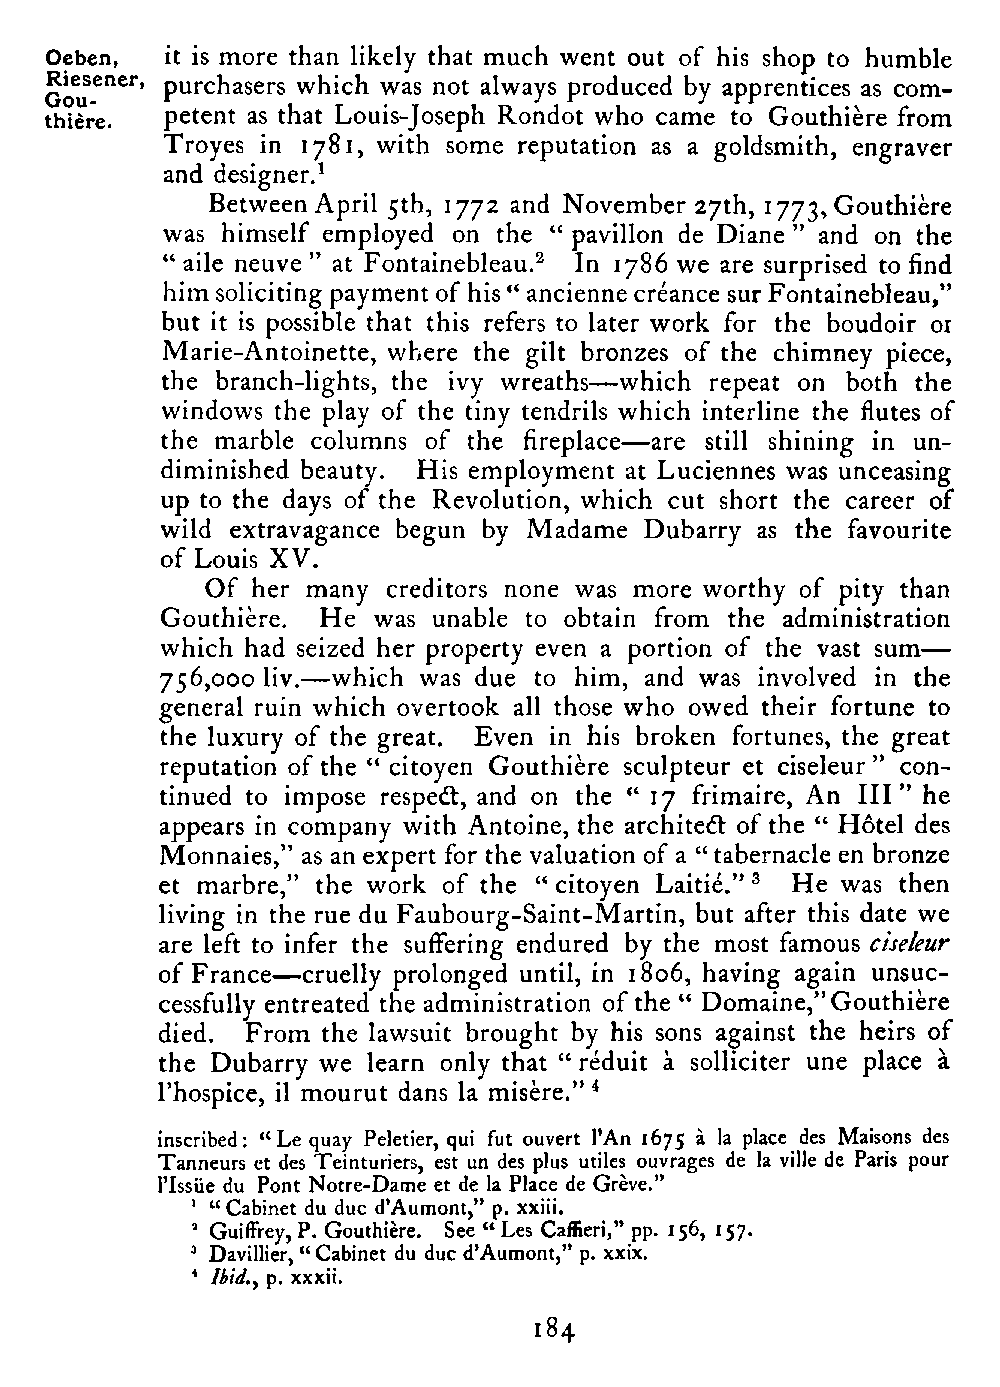 Oeben,
Riesener,
Gou-
thière.
it is more than likely that much went out of his shop to humble
purchasers which was not always produced by apprentices as com-
petent as that Louis-Joseph Rondot who came to Gouthière from
Troyes in 1781, with some reputation as a goldsmith, engraver
and designer.¹
Between April 5th, 1772 and November 27th, 1773, Gouthière
was himself employed on the “ pavillon de Diane ” and on the
“ aile neuve ” at Fontainebleau.² In 1786 we are surprised to find
him soliciting payment of his “ ancienne créance sur Fontainebleau,”
but it is possible that this refers to later work for the boudoir or
Marie-Antoinette, where the gilt bronzes of the chimney piece,
the branch-lights, the ivy wreaths—which repeat on both the
windows the play of the tiny tendrils which interline the flutes of
the marble columns of the fireplace—are still shining in un-
diminished beauty. His employment at Luciennes was unceasing
up to the days of the Revolution, which cut short the career of
wild extravagance begun by Madame Dubarry as the favourite
of Louis XV.
Of her many creditors none was more worthy of pity than
Gouthière. He was unable to obtain from the administration
which had seized her property even a portion of the vast sum—
756,000 liv.—which was due to him, and was involved in the
general ruin which overtook all those who owed their fortune to
the luxury of the great. Even in his broken fortunes, the great
reputation of the “ citoyen Gouthière sculpteur et ciseleur ” con-
tinued to impose respect, and on the “ 17 frimaire, An III ” he
appears in company with Antoine, the architect of the “ Hôtel des
Monnaies,” as an expert for the valuation of a “ tabernacle en bronze
et marbre,” the work of the “ citoyen Laitié.” ³ He was then
living in the rue du Faubourg-Saint-Martin, but after this date we
are left to infer the suffering endured by the most famous ciseleur
of France—cruelly prolonged until, in 1806, having again unsuc-
cessfully entreated the administration of the “ Domaine,” Gouthière
died. From the lawsuit brought by his sons against the heirs of
the Dubarry we learn only that “ réduit à solliciter une place à
l’hospice, il mourut dans la misère.” ⁴
inscribed: “ Le quay Peletier, qui fut ouvert l’An 1675 à la place des Maisons des
Tanneurs et des Teinturiers, est un des plus utiles ouvrages de la ville de Paris pour
l’Issüe du Pont Notre-Dame et de la Place de Grève.”
¹ “ Cabinet du duc d’Aumont,” p. xxiii.
² Guiffrey, P. Gouthière. See “ Les Caffieri,” pp. 156, 157.
³ Davillier, “ Cabinet du duc d’Aumont,” p. xxix.
⁴ Ibid., p. xxxii.
184